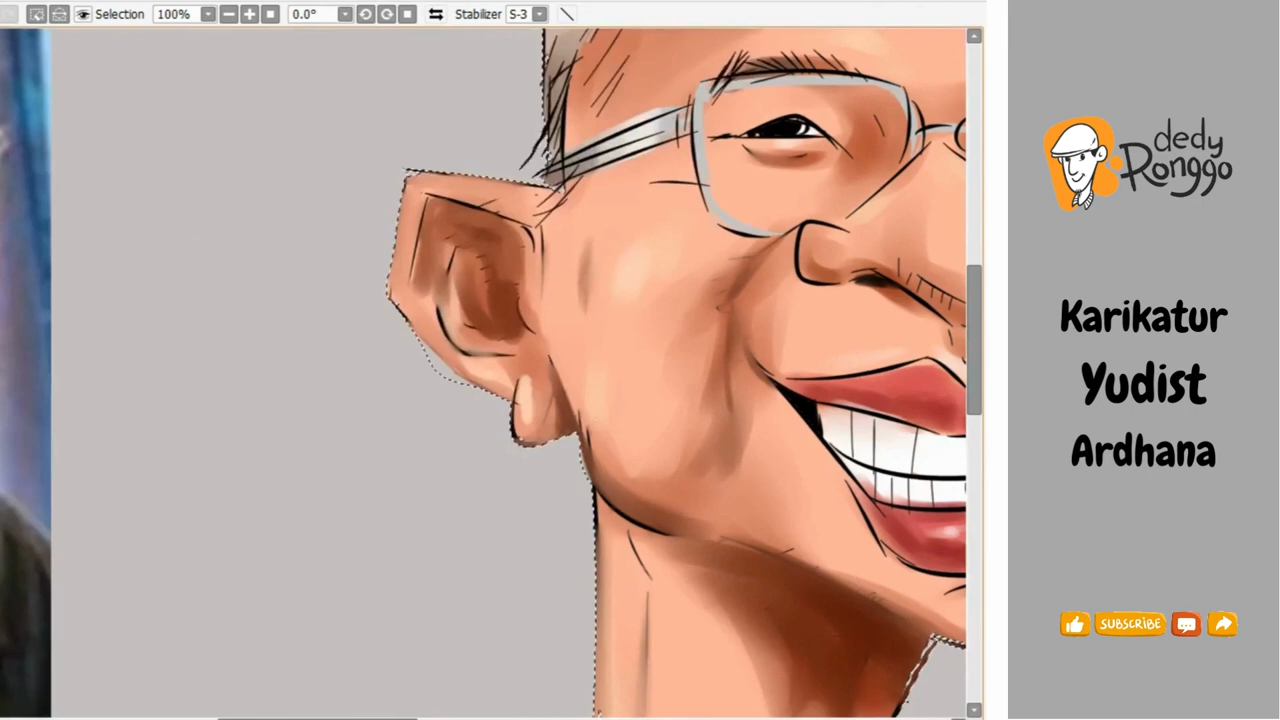 Selection 100% 0.0° Stabilizer S-3
dedy
Ronggo
Karikatur
Yudist
Ardhana
SUBSCRIBE